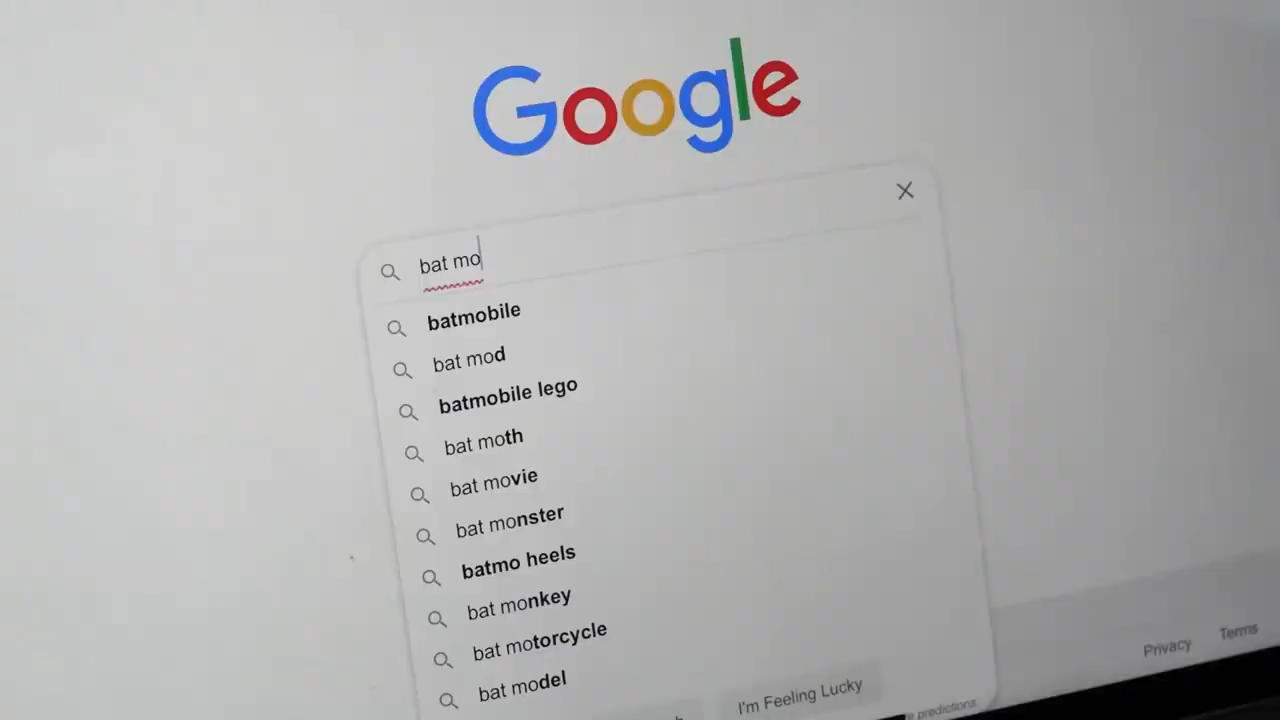 Google
bat mo
batmobile
bat mod
batmobile lego
bat moth
bat movie
bat monster
batmo heels
bat monkey
bat motorcycle
bat model
I'm Feeling Lucky
predictions
Privacy
Terms